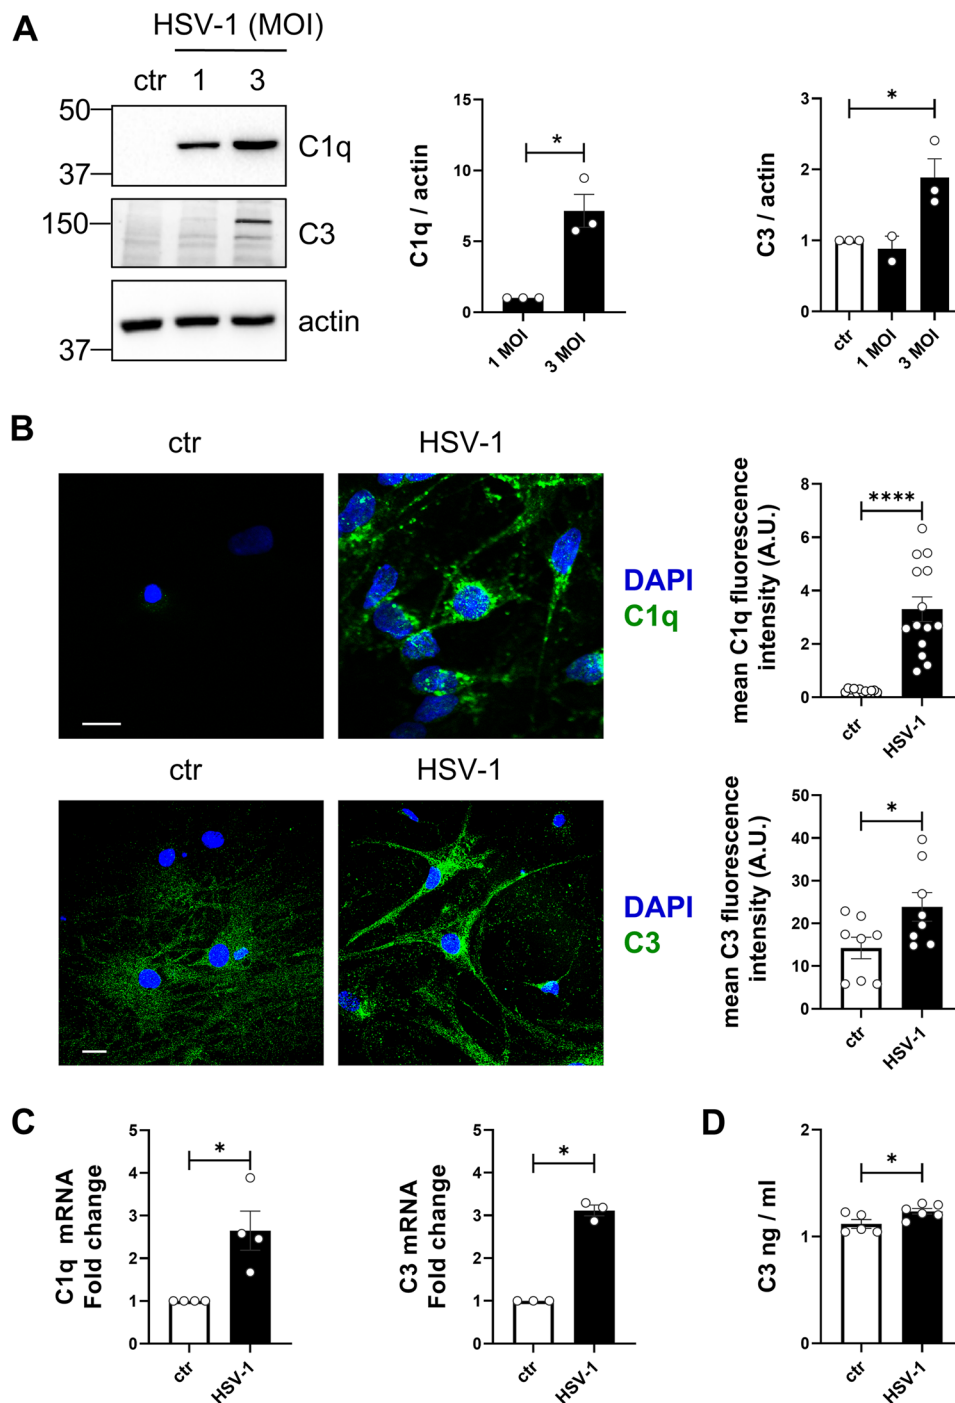 A
HSV-1 (MOI)
ctr 1 3
50
37
C1q
150
C3
actin
37
15
10
5
0
C1q / actin
*
1 MOI
3 MOI
3
2
1
0
C3 / actin
*
ctr
1 MOI
3 MOI
B
ctr
HSV-1
DAPI
C1q
8
6
4
2
0
mean C1q fluorescence
intensity (A.U.)
****
ctr
HSV-1
ctr
HSV-1
DAPI
C3
50
40
30
20
10
0
mean C3 fluorescence
intensity (A.U.)
*
ctr
HSV-1
C
5
4
3
2
1
0
C1q mRNA
Fold change
*
ctr
HSV-1
5
4
3
2
1
0
C3 mRNA
Fold change
*
ctr
HSV-1
D
2
1
0
C3 ng / ml
*
ctr
HSV-1